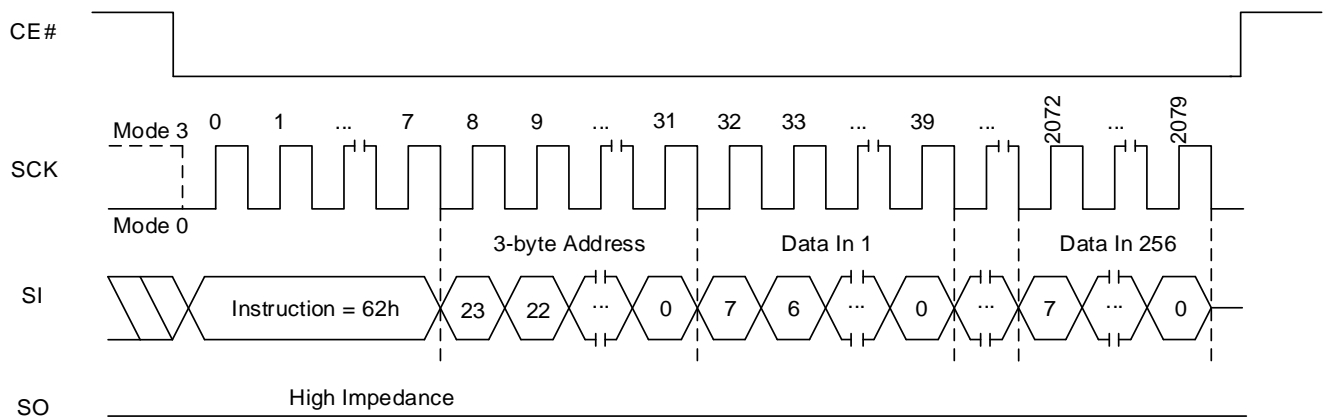 CE#
Mode 3 0 1 ... 7 8 9 ... 31 32 33 ... 39 ... 2072 ... 2079
SCK
Mode 0
3-byte Address Data In 1 Data In 256
SI Instruction = 62h 23 22 ... 0 7 6 ... 0 ... 7 ... 0
High Impedance
SO